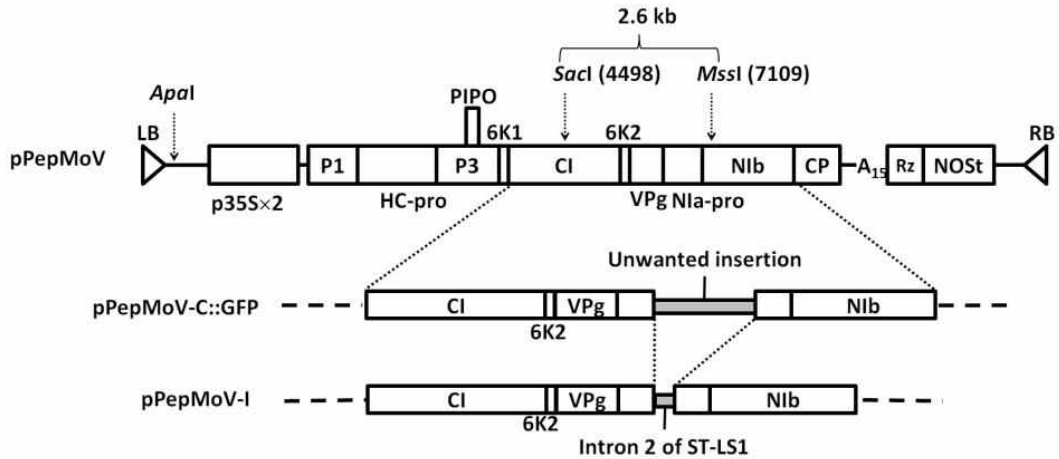 2.6 kb
SacI (4498)
MssI (7109)
ApaI
PIPO
LB
6K1
6K2
RB
pPepMoV
P1
P3
CI
NIb
CP
A15
Rz
NOSt
p35S×2
HC-pro
VPg NIa-pro
Unwanted insertion
pPepMoV-C::GFP
CI
VPg
NIb
6K2
pPepMoV-I
CI
VPg
NIb
6K2
Intron 2 of ST-LS1